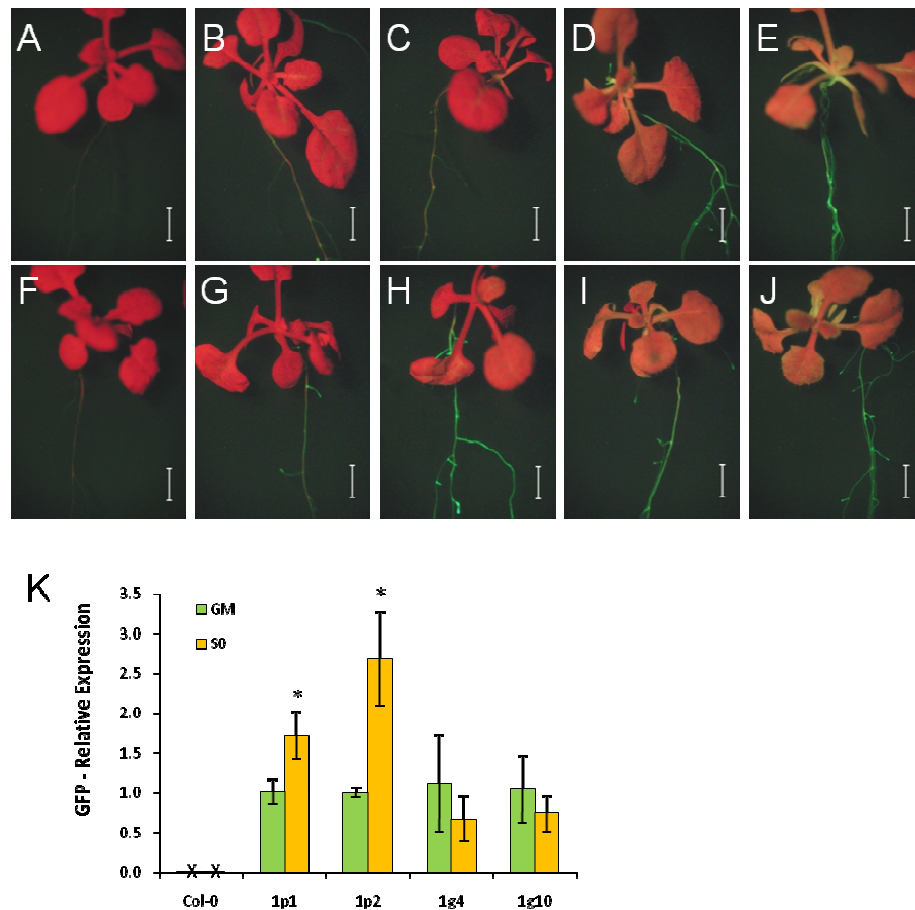 A B C D E
F G H I J
K
GFP - Relative Expression
3.5
3.0
2.5
2.0
1.5
1.0
0.5
0.0
GM
S0
*
*
X X
Col-0 1p1 1p2 1g4 1g10